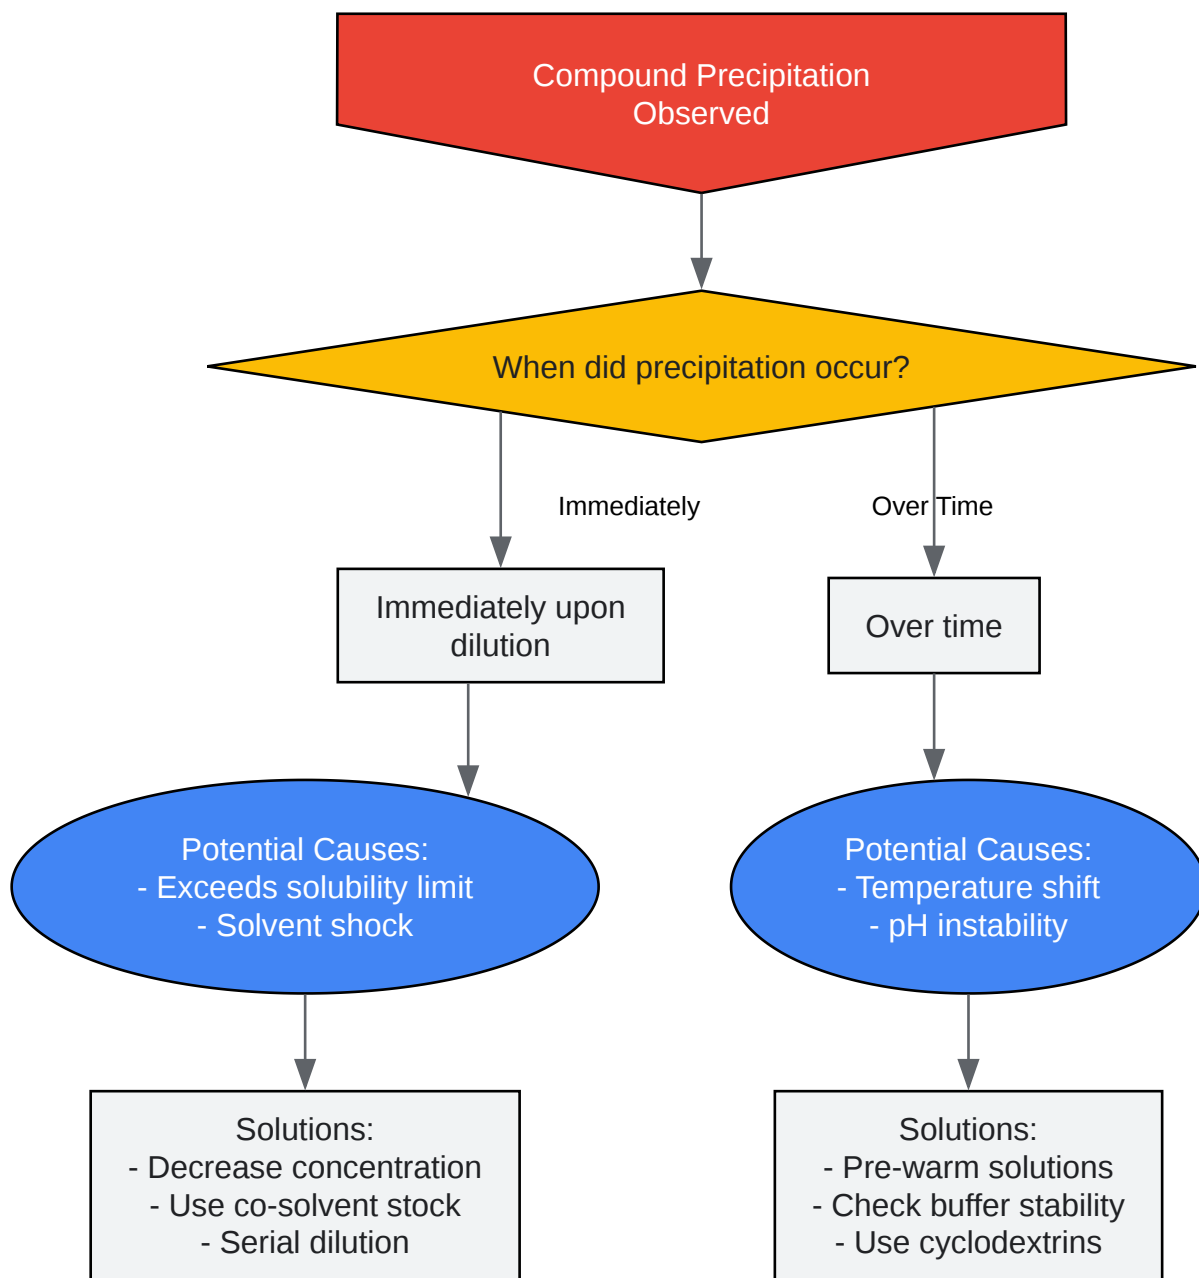 Compound Precipitation
Observed
When did precipitation occur?
Immediately
Over Time
Immediately upon
dilution
Over time
Potential Causes:
- Exceeds solubility limit
- Solvent shock
Potential Causes:
- Temperature shift
- pH instability
Solutions:
- Decrease concentration
- Use co-solvent stock
- Serial dilution
Solutions:
- Pre-warm solutions
- Check buffer stability
- Use cyclodextrins